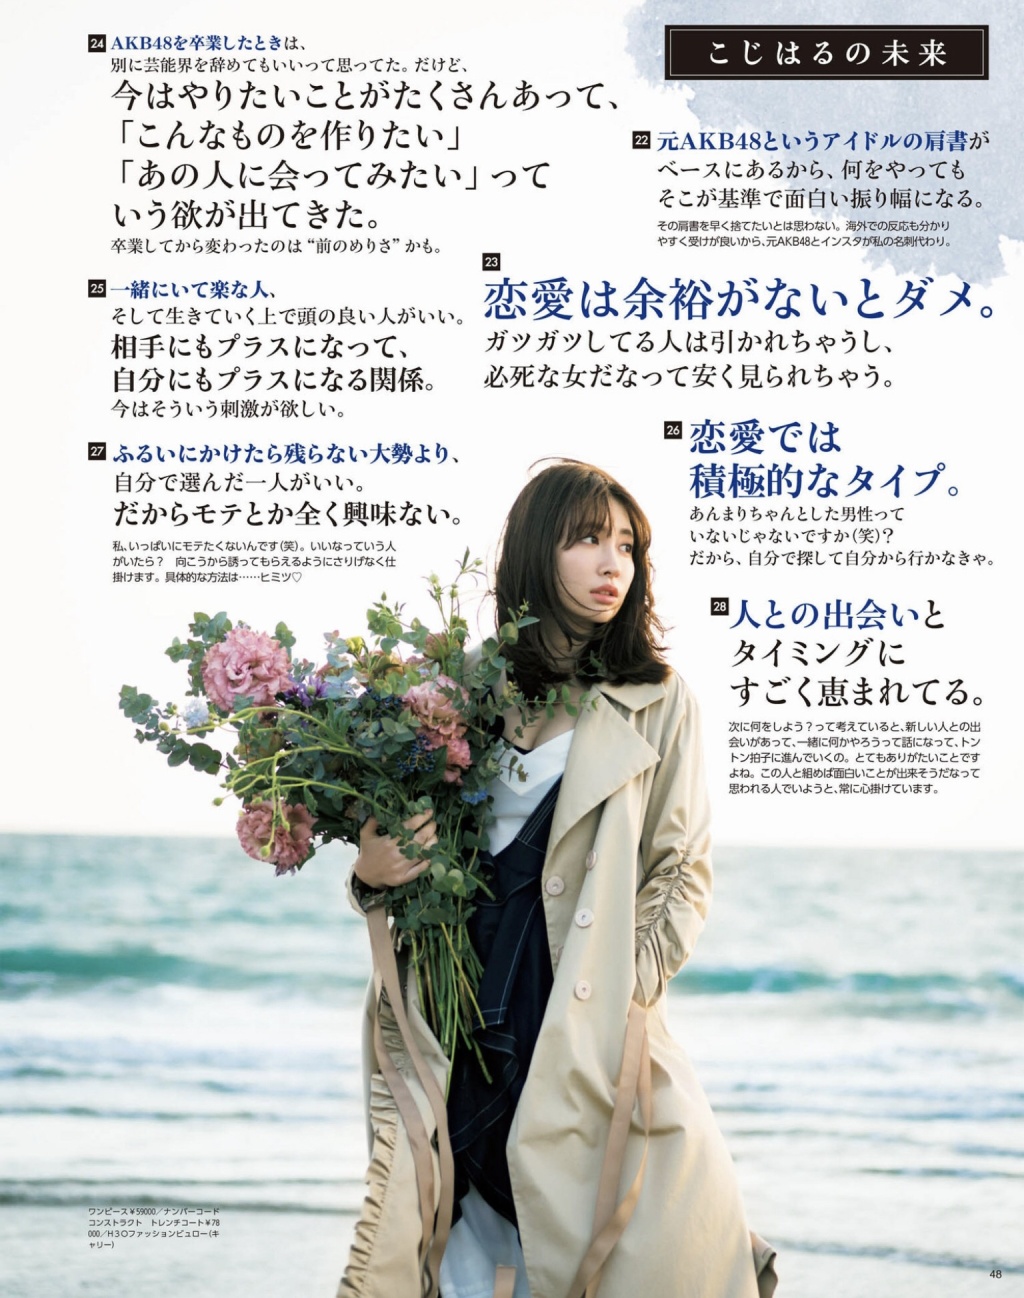 こじはるの未来
22 元AKB48というアイドルの肩書が
ベースにあるから、何をやっても
そこが基準で面白い振り幅になる。
その肩書を早く捨てたいとは思わない。海外での反応も分かり
やすく受けが良いから、元AKB48とインスタが私の名刺代わり。
23
恋愛は余裕がないとダメ。
ガツガツしてる人は引かれちゃうし、
必死な女だなって安く見られちゃう。
24 AKB48を卒業したときは、
別に芸能界を辞めてもいいって思ってた。だけど、
今はやりたいことがたくさんあって、
「こんなものを作りたい」
「あの人に会ってみたい」って
いう欲が出てきた。
卒業してから変わったのは“前のめりさ”かも。
25 一緒にいて楽な人、
そして生きていく上で頭の良い人がいい。
相手にもプラスになって、
自分にもプラスになる関係。
今はそういう刺激が欲しい。
26 恋愛では
積極的なタイプ。
あんまりちゃんとした男性って
いないじゃないですか(笑)?
だから、自分で探して自分から行かなきゃ。
27 ふるいにかけたら残らない大勢より、
自分で選んだ一人がいい。
だからモテとか全く興味ない。
私、いっぱいにモテたくないんです(笑)。いいなっていう人
がいたら? 向こうから誘ってもらえるようにさりげなく仕
掛けます。具体的な方法は……ヒミツ♡
28 人との出会いと
タイミングに
すごく恵まれてる。
次に何をしよう?って考えていると、新しい人との出
会いがあって、一緒に何かやろうって話になって、トン
トン拍子に進んでいくの。とてもありがたいことです
よね。この人と組めば面白いことが出来そうだなって
思われる人でいようと、常に心掛けています。
ワンピース¥59000/ナンバーコード
コンストラクト トレンチコート¥78
000/H3Oファッションビュロー(キ
ャリー)
48